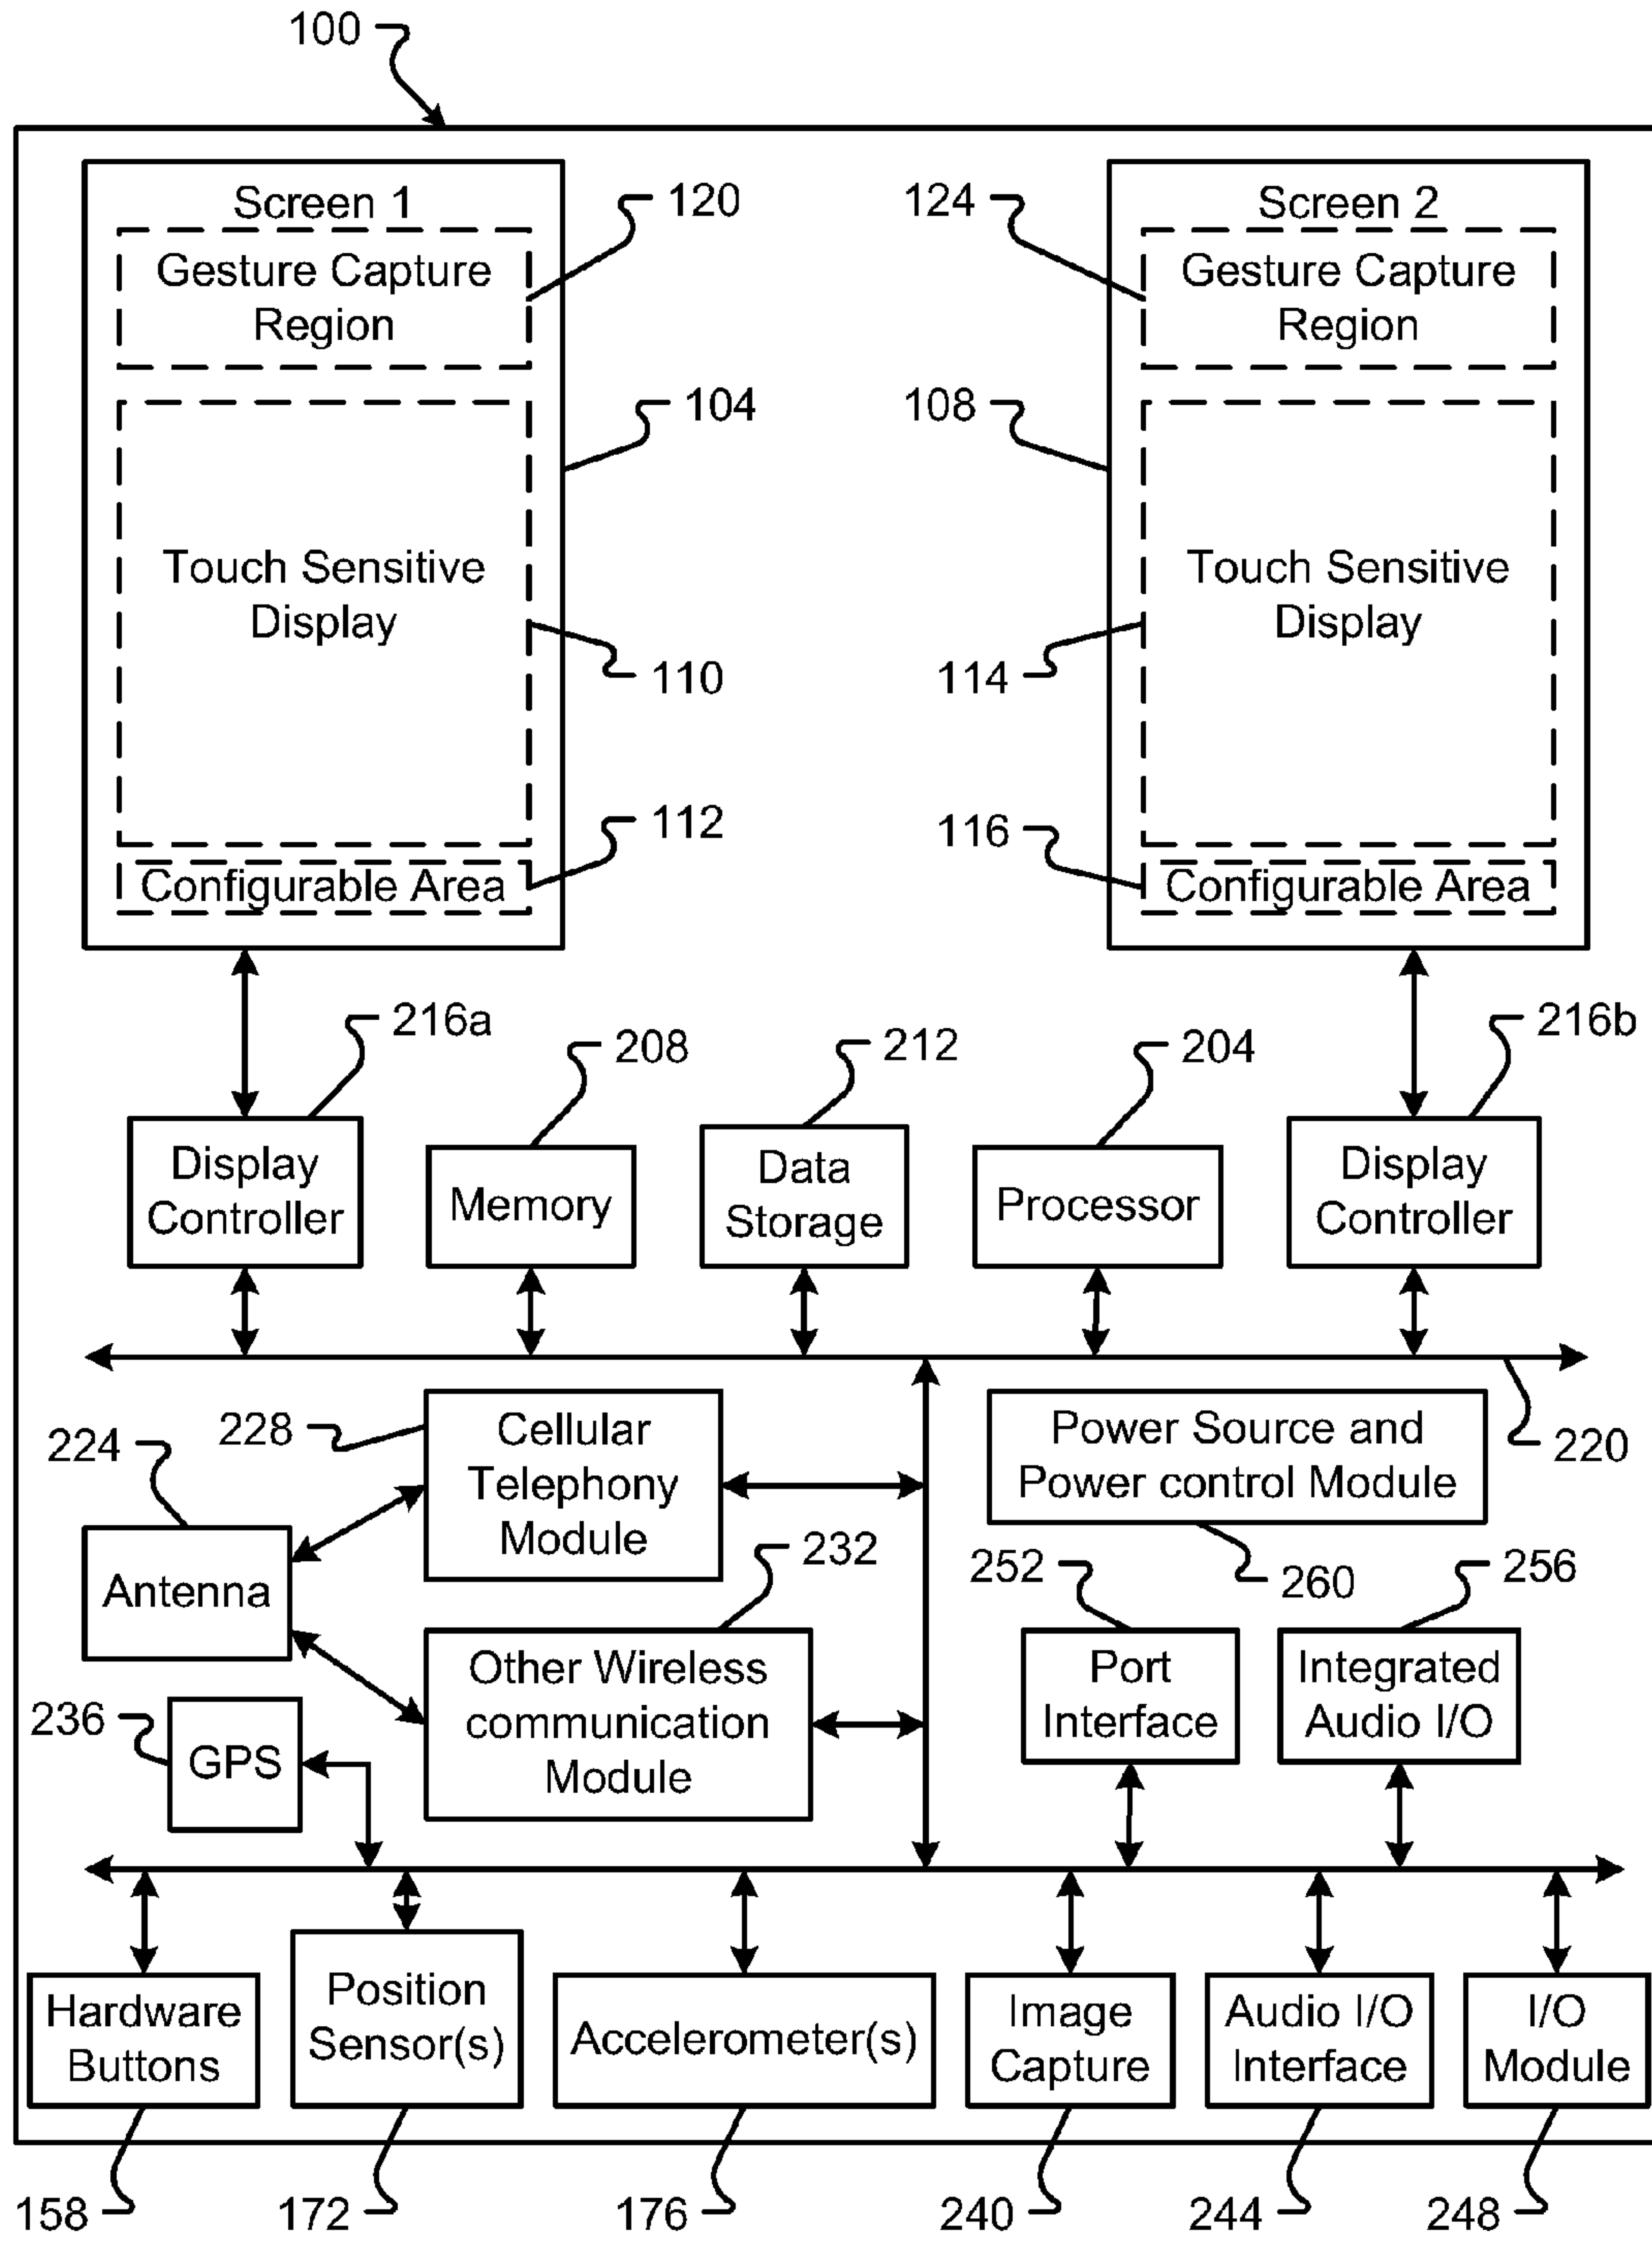 100
Screen 1
120
124
Screen 2
Gesture Capture
Region
Gesture Capture
Region
104
108
Touch Sensitive
Display
Touch Sensitive
Display
110
114
112
116
Configurable Area
Configurable Area
216a
208
212
204
216b
Display
Controller
Memory
Data
Storage
Processor
Display
Controller
224
228
Cellular
Telephony
Module
Power Source and
Power control Module
220
Antenna
232
252
260
256
236
GPS
Other Wireless
communication
Module
Port
Interface
Integrated
Audio I/O
Hardware
Buttons
Position
Sensor(s)
Accelerometer(s)
Image
Capture
Audio I/O
Interface
I/O
Module
158
172
176
240
244
248